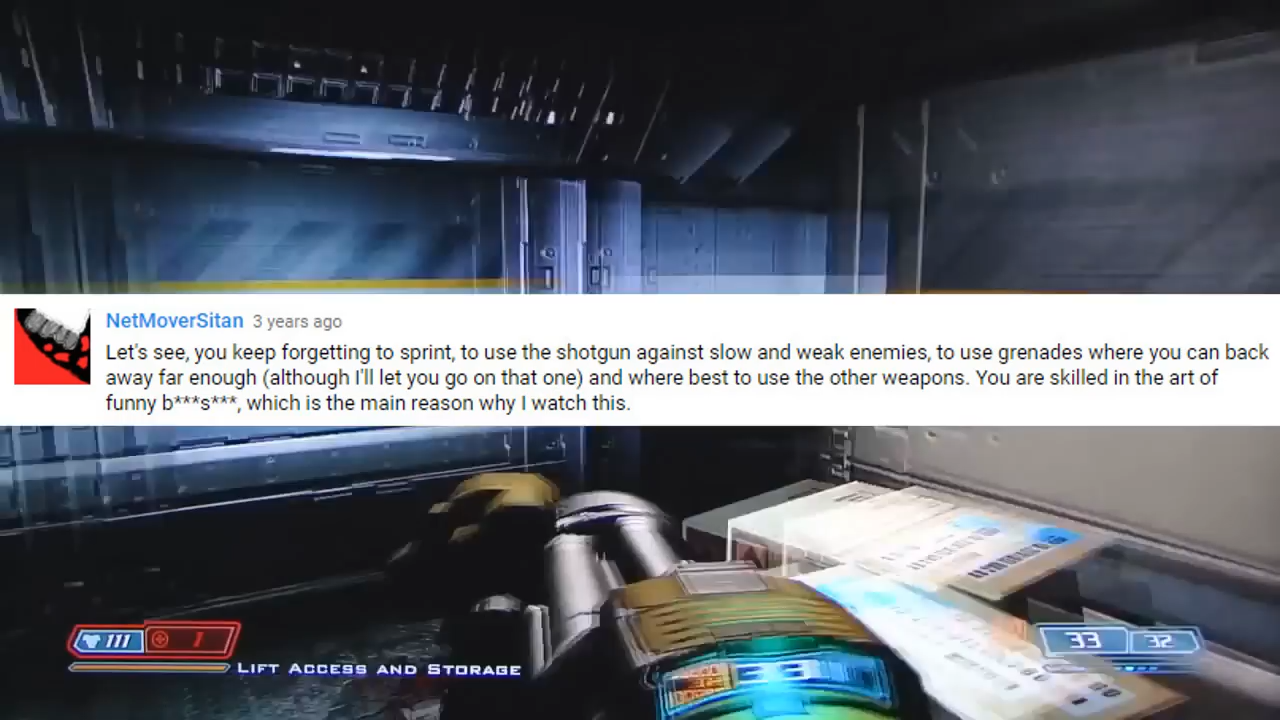 NetMoverSitan 3 years ago
Let's see, you keep forgetting to sprint, to use the shotgun against slow and weak enemies, to use grenades where you can back
away far enough (although I'll let you go on that one) and where best to use the other weapons. You are skilled in the art of
funny b***s***, which is the main reason why I watch this.
111 1
LIFT ACCESS AND STORAGE
33 32